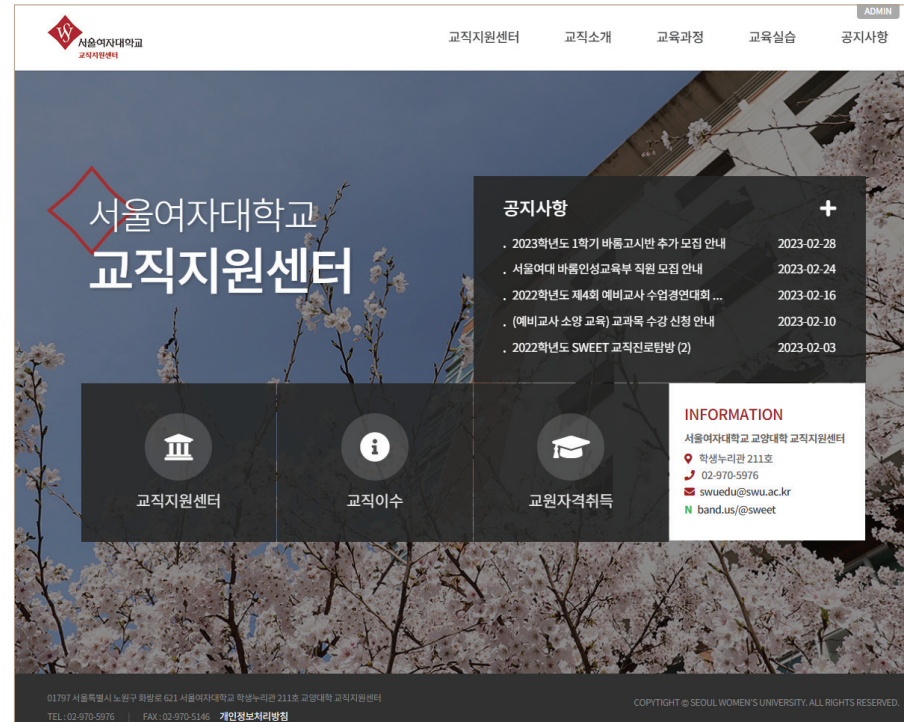 ADMIN
서울여자대학교
교직지원센터
교직지원센터 교직소개 교육과정 교육실습 공지사항
서울여자대학교
교직지원센터
공지사항
. 2023학년도 1학기 바롬고시반 추가 모집 안내 2023-02-28
. 서울여대 바롬인성교육부 직원 모집 안내 2023-02-24
. 2022학년도 제4회 예비교사 수업경연대회 ... 2023-02-16
. (예비교사 소양 교육) 교과목 수강 신청 안내 2023-02-10
. 2022학년도 SWEET 교직진로탐방 (2) 2023-02-03
교직지원센터
교직이수
교원자격취득
INFORMATION
서울여자대학교 교양대학 교직지원센터
학생누리관 211호
02-970-5976
swuedu@swu.ac.kr
N band.us/@sweet
01797 서울특별시 노원구 화랑로 621 서울여자대학교 학생누리관 211호 교양대학 교직지원센터
TEL : 02-970-5976 | FAX : 02-970-5146 개인정보처리방침
COPYTIGHT © SEOUL WOMEN'S UNIVERSITY. ALL RIGHTS RESERVED.